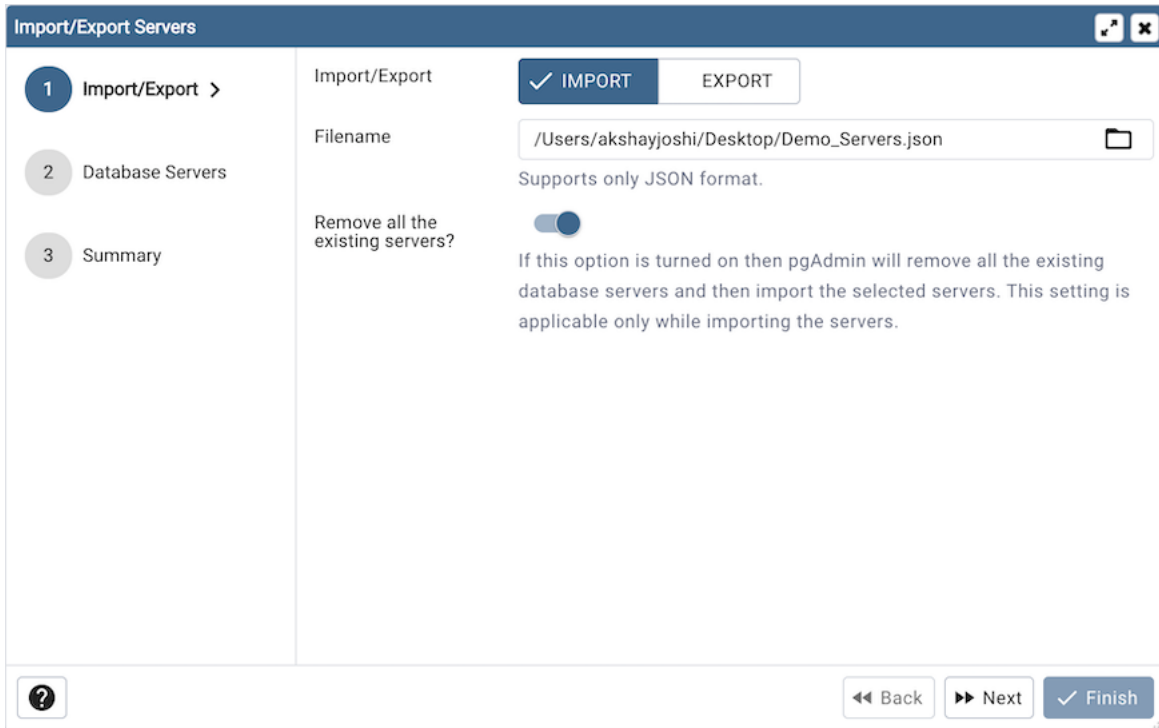 Import/Export Servers
1 Import/Export
2 Database Servers
3 Summary
Import/Export
IMPORT EXPORT
Filename
/Users/akshayjoshi/Desktop/Demo_Servers.json
Supports only JSON format.
Remove all the
existing servers?
If this option is turned on then pgAdmin will remove all the existing
database servers and then import the selected servers. This setting is
applicable only while importing the servers.
? Back Next Finish